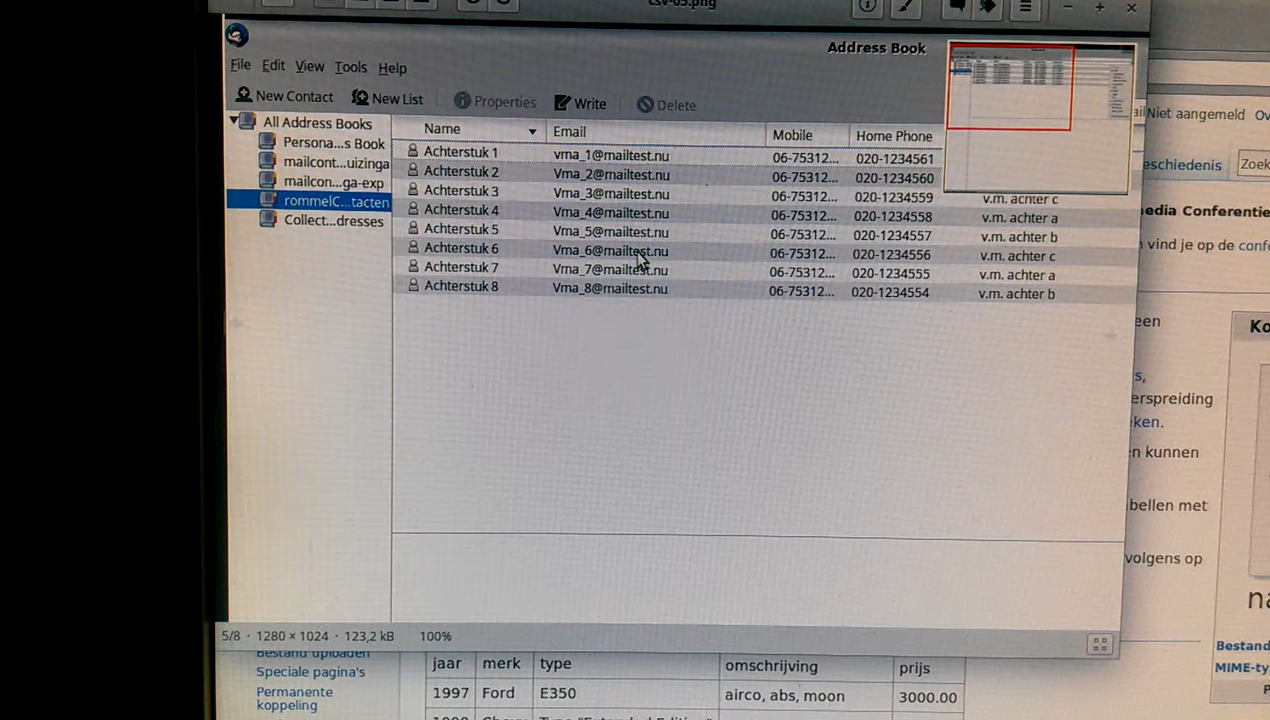 csv-05.png
Address Book
File Edit View Tools Help
New Contact New List Properties Write Delete
All Address Books
Persona...s Book
mailcont...uizinga
mailcon...ga-exp
rommelC...tacten
Collect...dresses
Name Email Mobile Home Phone
Achterstuk 1 vma_1@mailtest.nu 06-75312... 020-1234561
Achterstuk 2 Vma_2@mailtest.nu 06-75312... 020-1234560
Achterstuk 3 Vma_3@mailtest.nu 06-75312... 020-1234559 v.m. achter c
Achterstuk 4 Vma_4@mailtest.nu 06-75312... 020-1234558 v.m. achter a
Achterstuk 5 Vma_5@mailtest.nu 06-75312... 020-1234557 v.m. achter b
Achterstuk 6 Vma_6@mailtest.nu 06-75312... 020-1234556 v.m. achter c
Achterstuk 7 Vma_7@mailtest.nu 06-75312... 020-1234555 v.m. achter a
Achterstuk 8 Vma_8@mailtest.nu 06-75312... 020-1234554 v.m. achter b
5/8 · 1280 × 1024 · 123,2 kB 100%
Niet aangemeld
eschiedenis Zoek
edia Conferentie
n vind je op de conf
een
Ko
s,
erspreiding
ken.
n kunnen
bellen met
volgens op
na
Bestand
MIME-ty
Bestand uploaden
Speciale pagina's
Permanente
koppeling
jaar merk type omschrijving prijs
1997 Ford E350 airco, abs, moon 3000.00